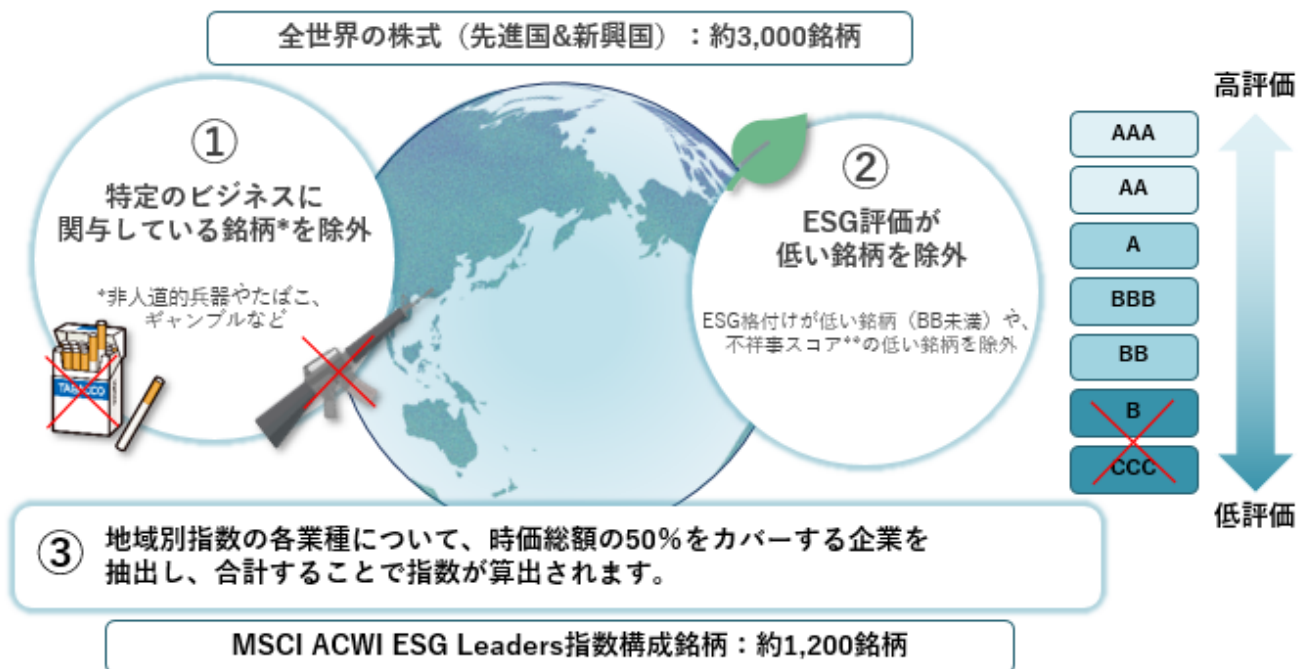 全世界の株式（先進国&新興国）：約3,000銘柄
①
特定のビジネスに
関与している銘柄*を除外
*非人道的兵器やたばこ、
ギャンブルなど
TABACCO
②
ESG評価が
低い銘柄を除外
ESG格付けが低い銘柄（BB未満）や、
不祥事スコア**の低い銘柄を除外
高評価
AAA
AA
A
BBB
BB
B
CCC
低評価
③
地域別指数の各業種について、時価総額の50％をカバーする企業を
抽出し、合計することで指数が算出されます。
MSCI ACWI ESG Leaders指数構成銘柄：約1,200銘柄